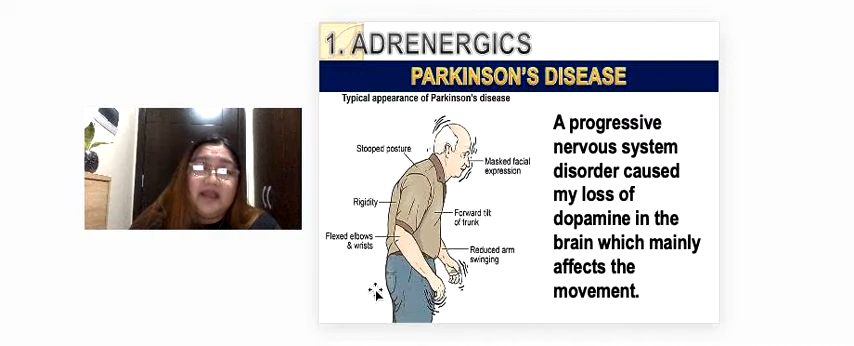 1. ADRENERGICS
PARKINSON'S DISEASE
Typical appearance of Parkinson's disease
Stooped posture
Masked facial
expression
Rigidity
Forward tilt
of trunk
Flexed elbows
& wrists
Reduced arm
swinging
A progressive
nervous system
disorder caused
my loss of
dopamine in the
brain which mainly
affects the
movement.